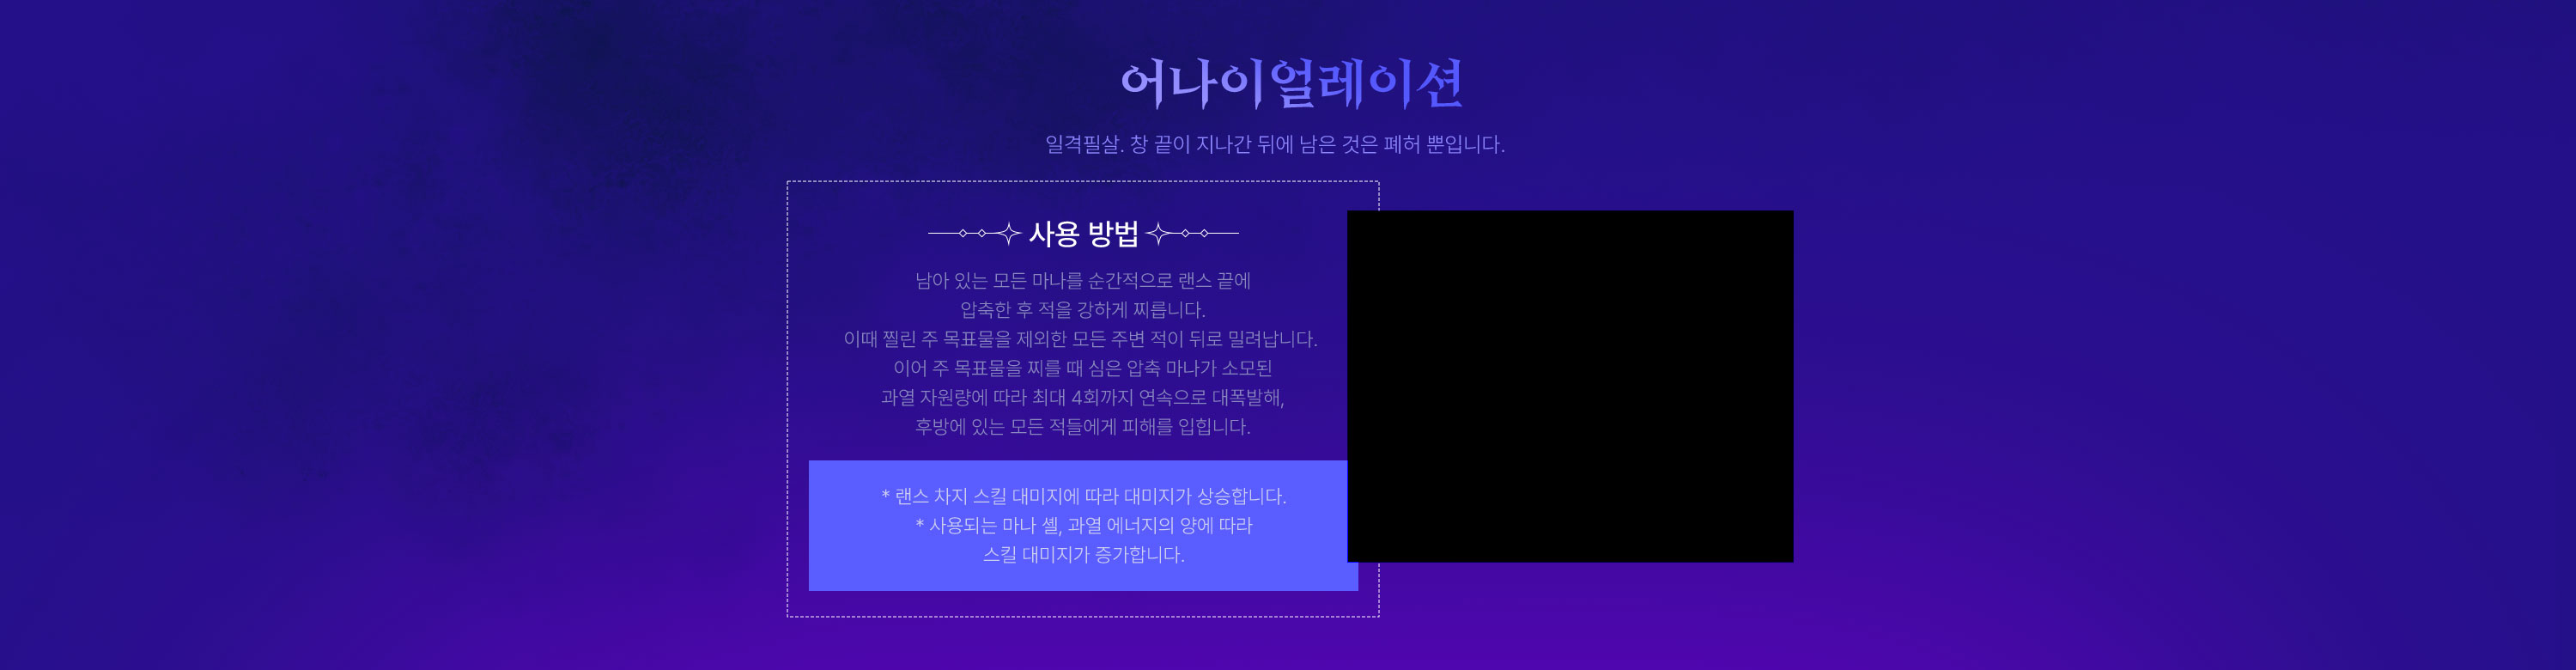 어나이얼레이션
일격필살. 창 끝이 지나간 뒤에 남은 것은 폐허 뿐입니다.
사용 방법
남아 있는 모든 마나를 순간적으로 랜스 끝에
압축한 후 적을 강하게 찌릅니다.
이때 찔린 주 목표물을 제외한 모든 주변 적이 뒤로 밀려납니다.
이어 주 목표물을 찌를 때 심은 압축 마나가 소모된
과열 자원량에 따라 최대 4회까지 연속으로 대폭발해,
후방에 있는 모든 적들에게 피해를 입힙니다.
* 랜스 차지 스킬 대미지에 따라 대미지가 상승합니다.
* 사용되는 마나 셸, 과열 에너지의 양에 따라
스킬 대미지가 증가합니다.